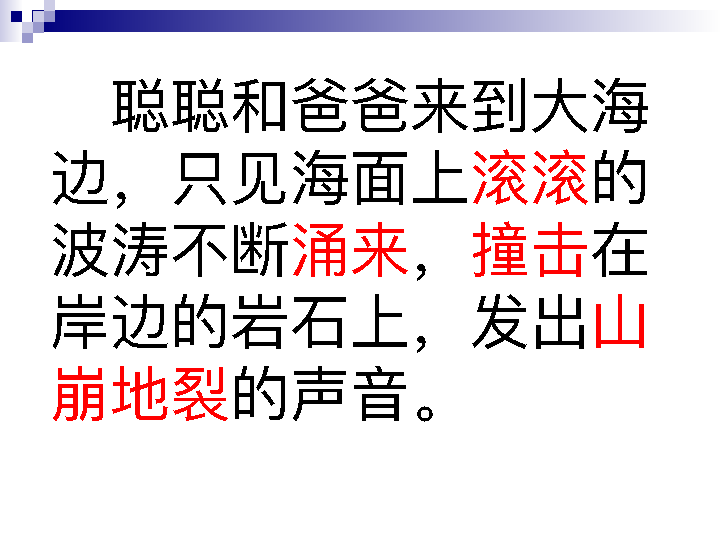 聪聪和爸爸来到大海
边，只见海面上滚滚的
波涛不断涌来，撞击在
岸边的岩石上，发出山
崩地裂的声音。